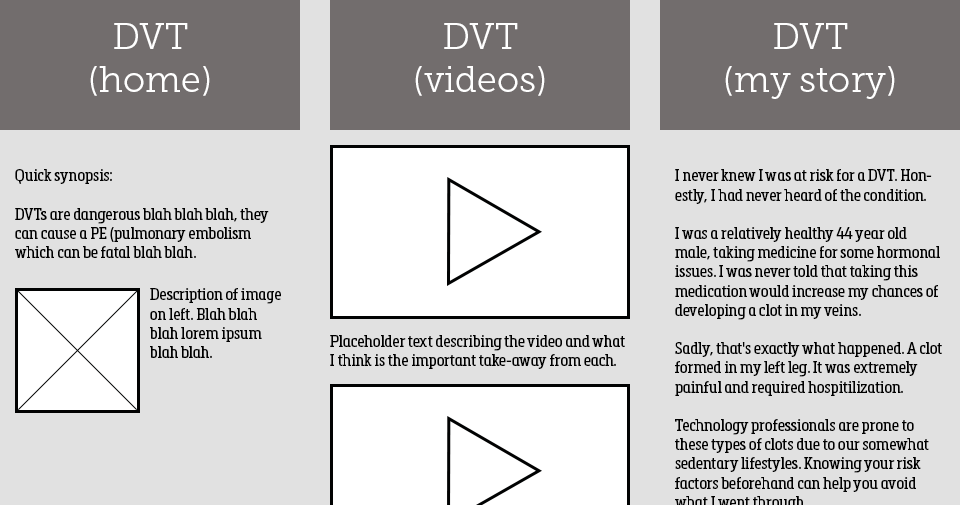 DVT
(home)
Quick synopsis:
DVTs are dangerous blah blah blah, they
can cause a PE (pulmonary embolism
which can be fatal blah blah.
Description of image
on left. Blah blah
blah lorem ipsum
blah blah.
DVT
(videos)
Placeholder text describing the video and what
I think is the important take-away from each.
DVT
(my story)
I never knew I was at risk for a DVT. Hon-
estly, I had never heard of the condition.
I was a relatively healthy 44 year old
male, taking medicine for some hormonal
issues. I was never told that taking this
medication would increase my chances of
developing a clot in my veins.
Sadly, that's exactly what happened. A clot
formed in my left leg. It was extremely
painful and required hospitilization.
Technology professionals are prone to
these types of clots due to our somewhat
sedentary lifestyles. Knowing your risk
factors beforehand can help you avoid
what I went through.